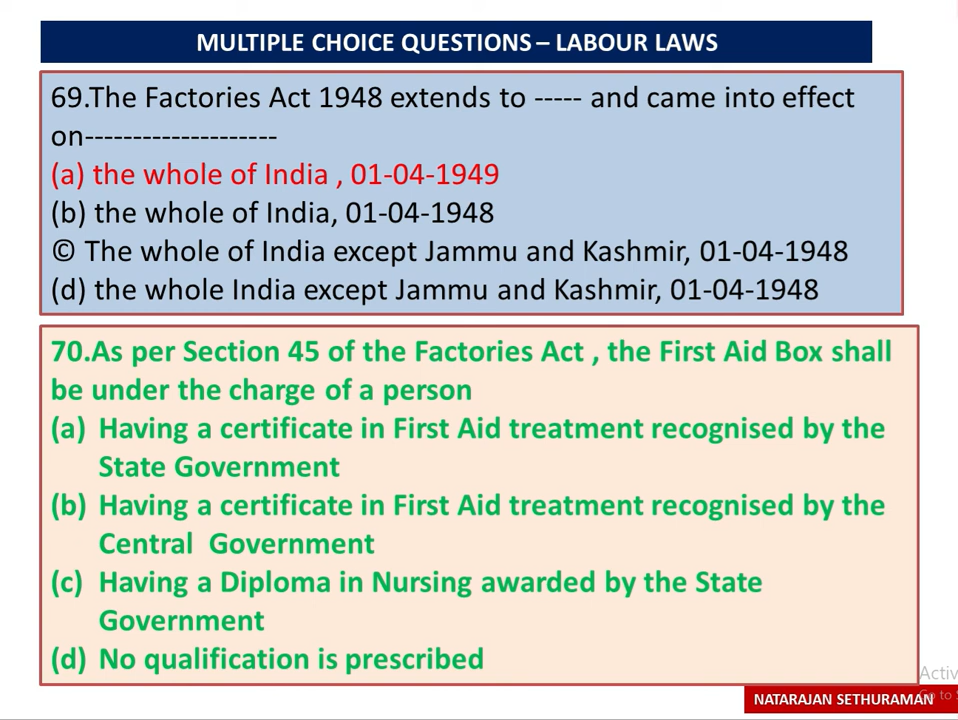 MULTIPLE CHOICE QUESTIONS – LABOUR LAWS
69.The Factories Act 1948 extends to ----- and came into effect
on--------------------
(a) the whole of India , 01-04-1949
(b) the whole of India, 01-04-1948
© The whole of India except Jammu and Kashmir, 01-04-1948
(d) the whole India except Jammu and Kashmir, 01-04-1948
70.As per Section 45 of the Factories Act , the First Aid Box shall
be under the charge of a person
(a) Having a certificate in First Aid treatment recognised by the
State Government
(b) Having a certificate in First Aid treatment recognised by the
Central Government
(c) Having a Diploma in Nursing awarded by the State
Government
(d) No qualification is prescribed
Activ
Go to S
NATARAJAN SETHURAMAN